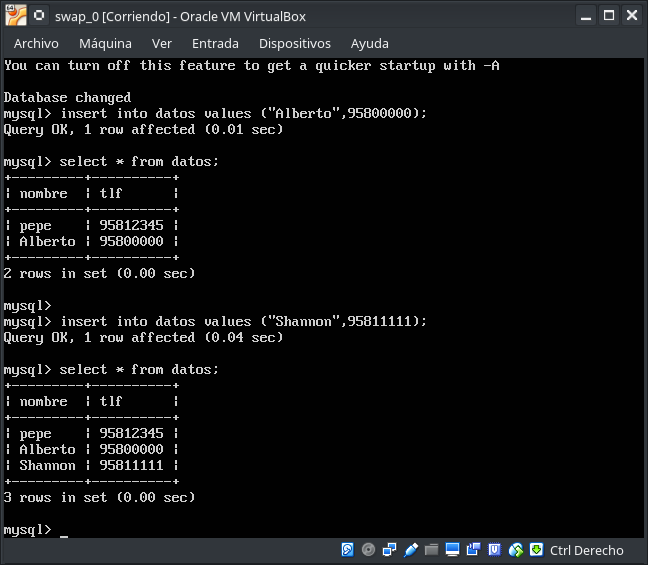 swap_0 [Corriendo] - Oracle VM VirtualBox
Archivo Máquina Ver Entrada Dispositivos Ayuda
You can turn off this feature to get a quicker startup with -A
Database changed
mysql> insert into datos values ("Alberto",95800000);
Query OK, 1 row affected (0.01 sec)
mysql> select * from datos;
+---------+----------+
| nombre  | tlf      |
+---------+----------+
| pepe    | 95812345 |
| Alberto | 95800000 |
+---------+----------+
2 rows in set (0.00 sec)
mysql>
mysql> insert into datos values ("Shannon",95811111);
Query OK, 1 row affected (0.04 sec)
mysql> select * from datos;
+---------+----------+
| nombre  | tlf      |
+---------+----------+
| pepe    | 95812345 |
| Alberto | 95800000 |
| Shannon | 95811111 |
+---------+----------+
3 rows in set (0.00 sec)
mysql> _
Ctrl Derecho